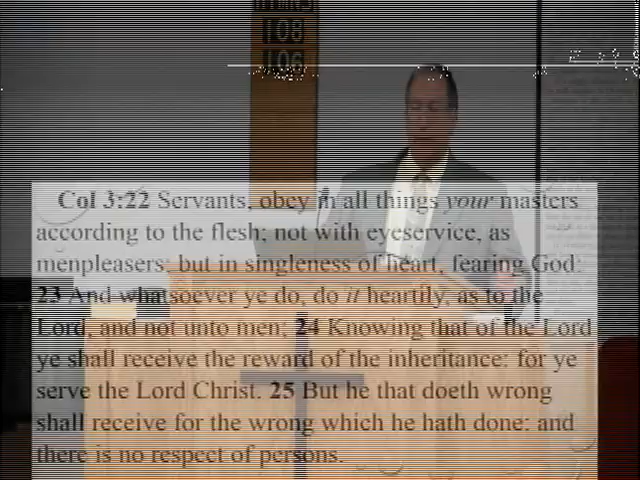 108
106
Col 3:22 Servants, obey in all things your masters
according to the flesh; not with eyeservice, as
menpleasers; but in singleness of heart, fearing God:
23 And whatsoever ye do, do it heartily, as to the
Lord, and not unto men; 24 Knowing that of the Lord
ye shall receive the reward of the inheritance: for ye
serve the Lord Christ. 25 But he that doeth wrong
shall receive for the wrong which he hath done: and
there is no respect of persons.